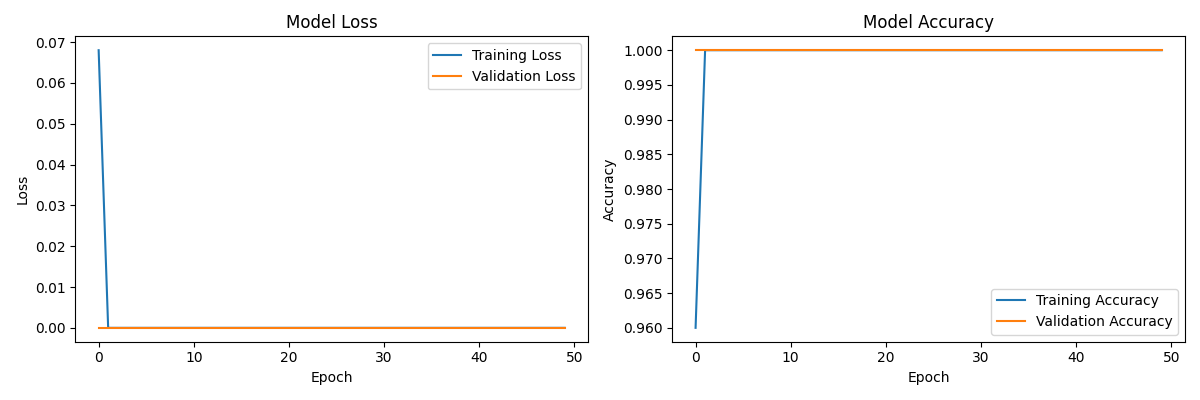 Model Loss
0.07
0.06
0.05
0.04
0.03
0.02
0.01
0.00
Loss
Training Loss
Validation Loss
0 10 20 30 40 50
Epoch
Model Accuracy
1.000
0.995
0.990
0.985
0.980
0.975
0.970
0.965
0.960
Accuracy
Training Accuracy
Validation Accuracy
0 10 20 30 40 50
Epoch